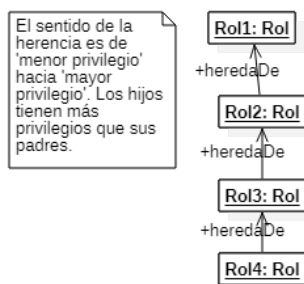 El sentido de la
herencia es de
'menor privilegio'
hacia 'mayor
privilegio'. Los hijos
tienen más
privilegios que sus
padres.
Rol1: Rol
+heredaDe
Rol2: Rol
+heredaDe
Rol3: Rol
+heredaDe
Rol4: Rol